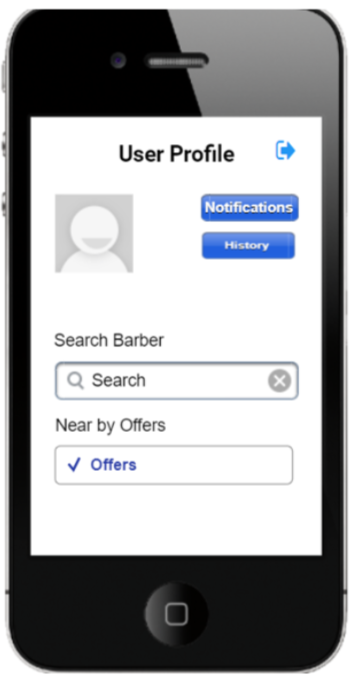 User Profile
Notifications
History
Search Barber
Search
Near by Offers
Offers